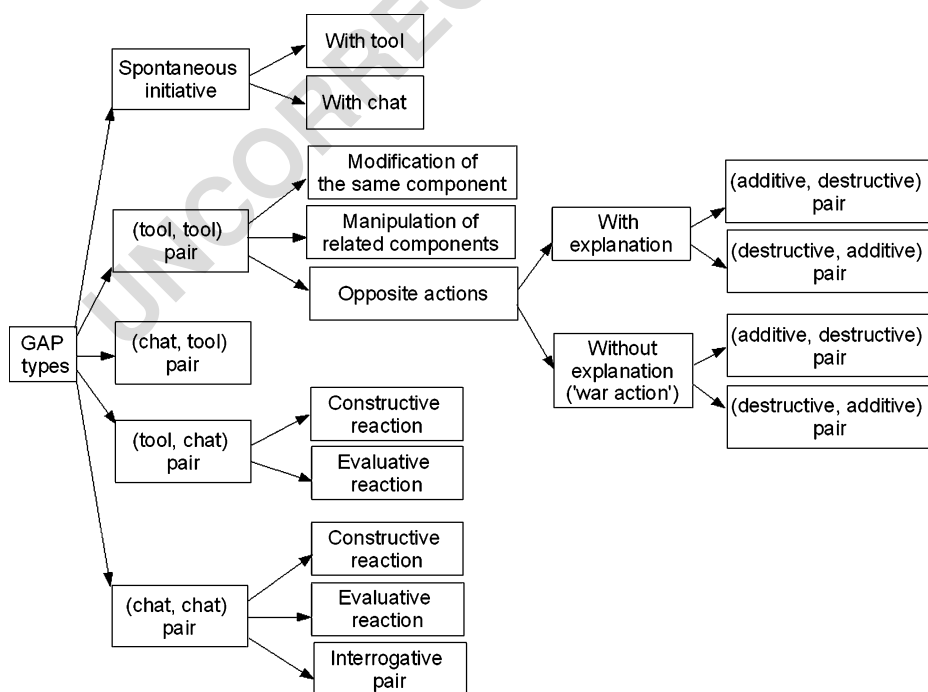 UNCORREC
GAP
types
Spontaneous
initiative
With tool
With chat
(tool, tool)
pair
Modification of
the same component
Manipulation of
related components
Opposite actions
With
explanation
(additive, destructive)
pair
(destructive, additive)
pair
Without
explanation
('war action')
(additive, destructive)
pair
(destructive, additive)
pair
(chat, tool)
pair
(tool, chat)
pair
Constructive
reaction
Evaluative
reaction
(chat, chat)
pair
Constructive
reaction
Evaluative
reaction
Interrogative
pair